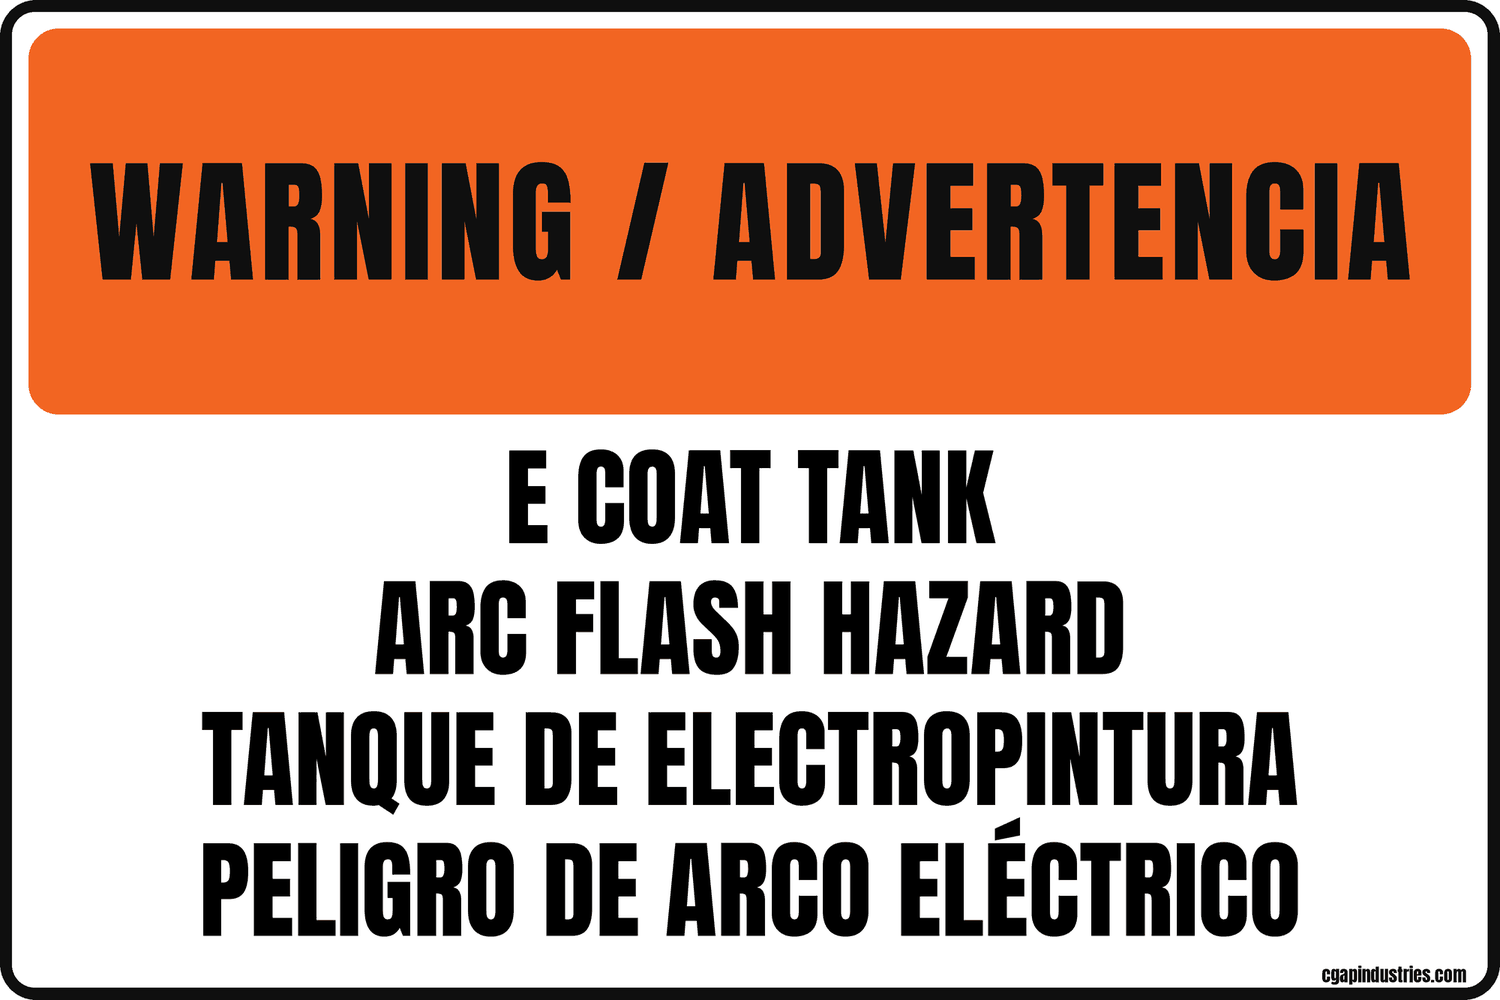 WARNING / ADVERTENCIA
E COAT TANK
ARC FLASH HAZARD
TANQUE DE ELECTROPINTURA
PELIGRO DE ARCO ELÉCTRICO
cgapindustries.com